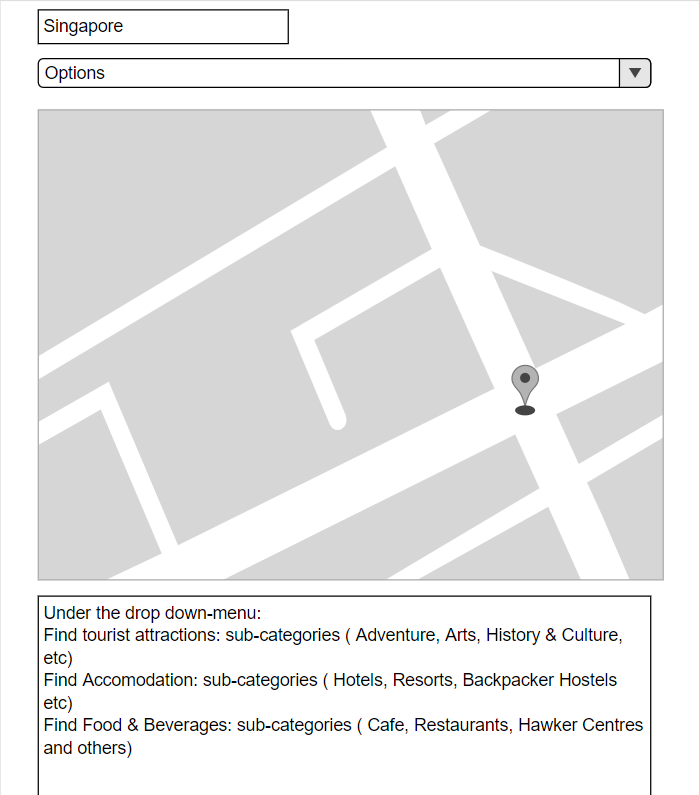 Singapore
Options
Under the drop down-menu:
Find tourist attractions: sub-categories ( Adventure, Arts, History & Culture,
etc)
Find Accomodation: sub-categories ( Hotels, Resorts, Backpacker Hostels
etc)
Find Food & Beverages: sub-categories ( Cafe, Restaurants, Hawker Centres
and others)